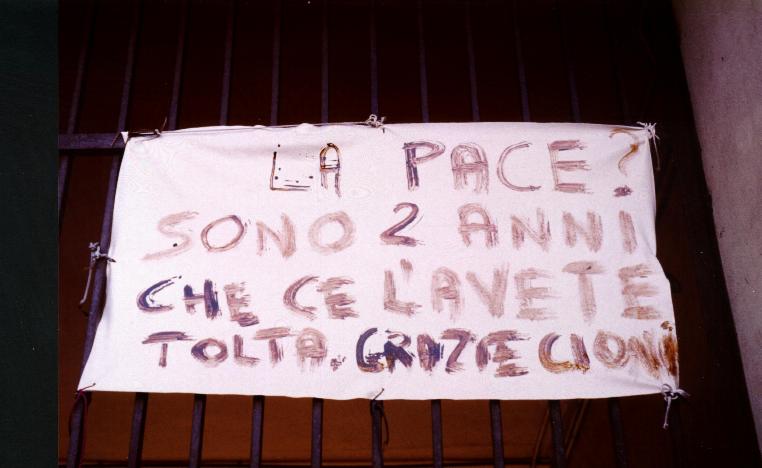 LA PACE?
SONO 2 ANNI
CHE CE L'AVETE
TOLTA. GRAZIE CIONI